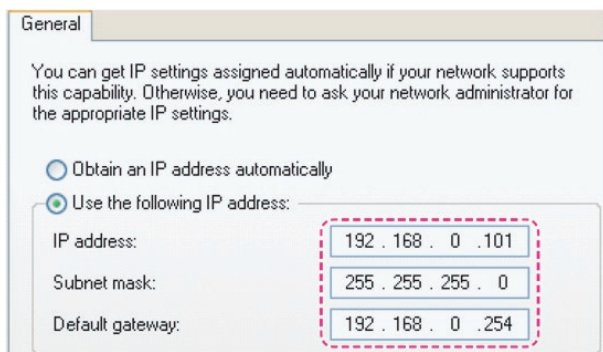 General
You can get IP settings assigned automatically if your network supports
this capability. Otherwise, you need to ask your network administrator for
the appropriate IP settings.
Obtain an IP address automatically
Use the following IP address:
IP address: 192 . 168 . 0 .101
Subnet mask: 255 . 255 . 255 . 0
Default gateway: 192 . 168 . 0 .254